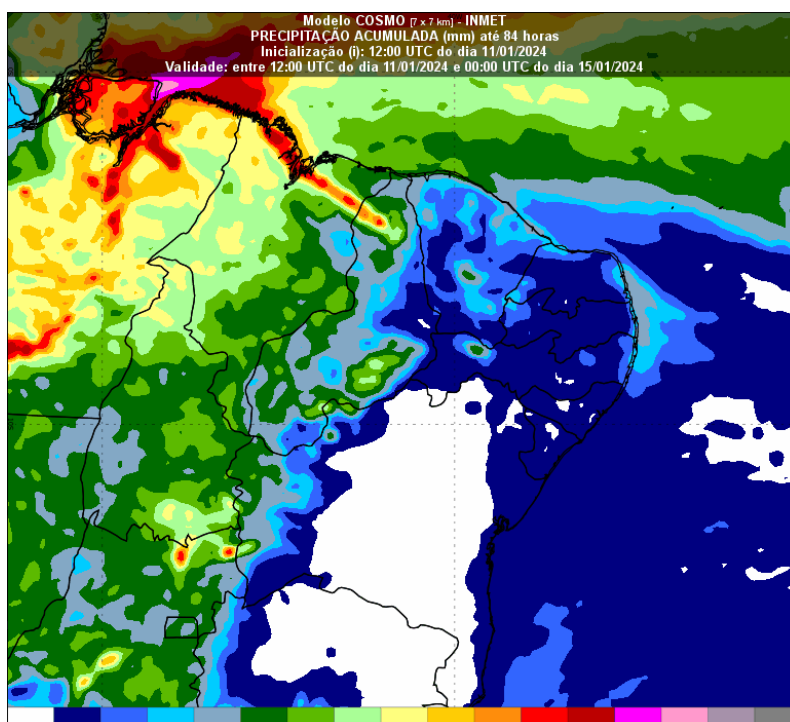 Modelo COSMO [7 x 7 km] - INMET
PRECIPITAÇÃO ACUMULADA (mm) até 84 horas
Inicialização (i): 12:00 UTC do dia 11/01/2024
Validade: entre 12:00 UTC do dia 11/01/2024 e 00:00 UTC do dia 15/01/2024